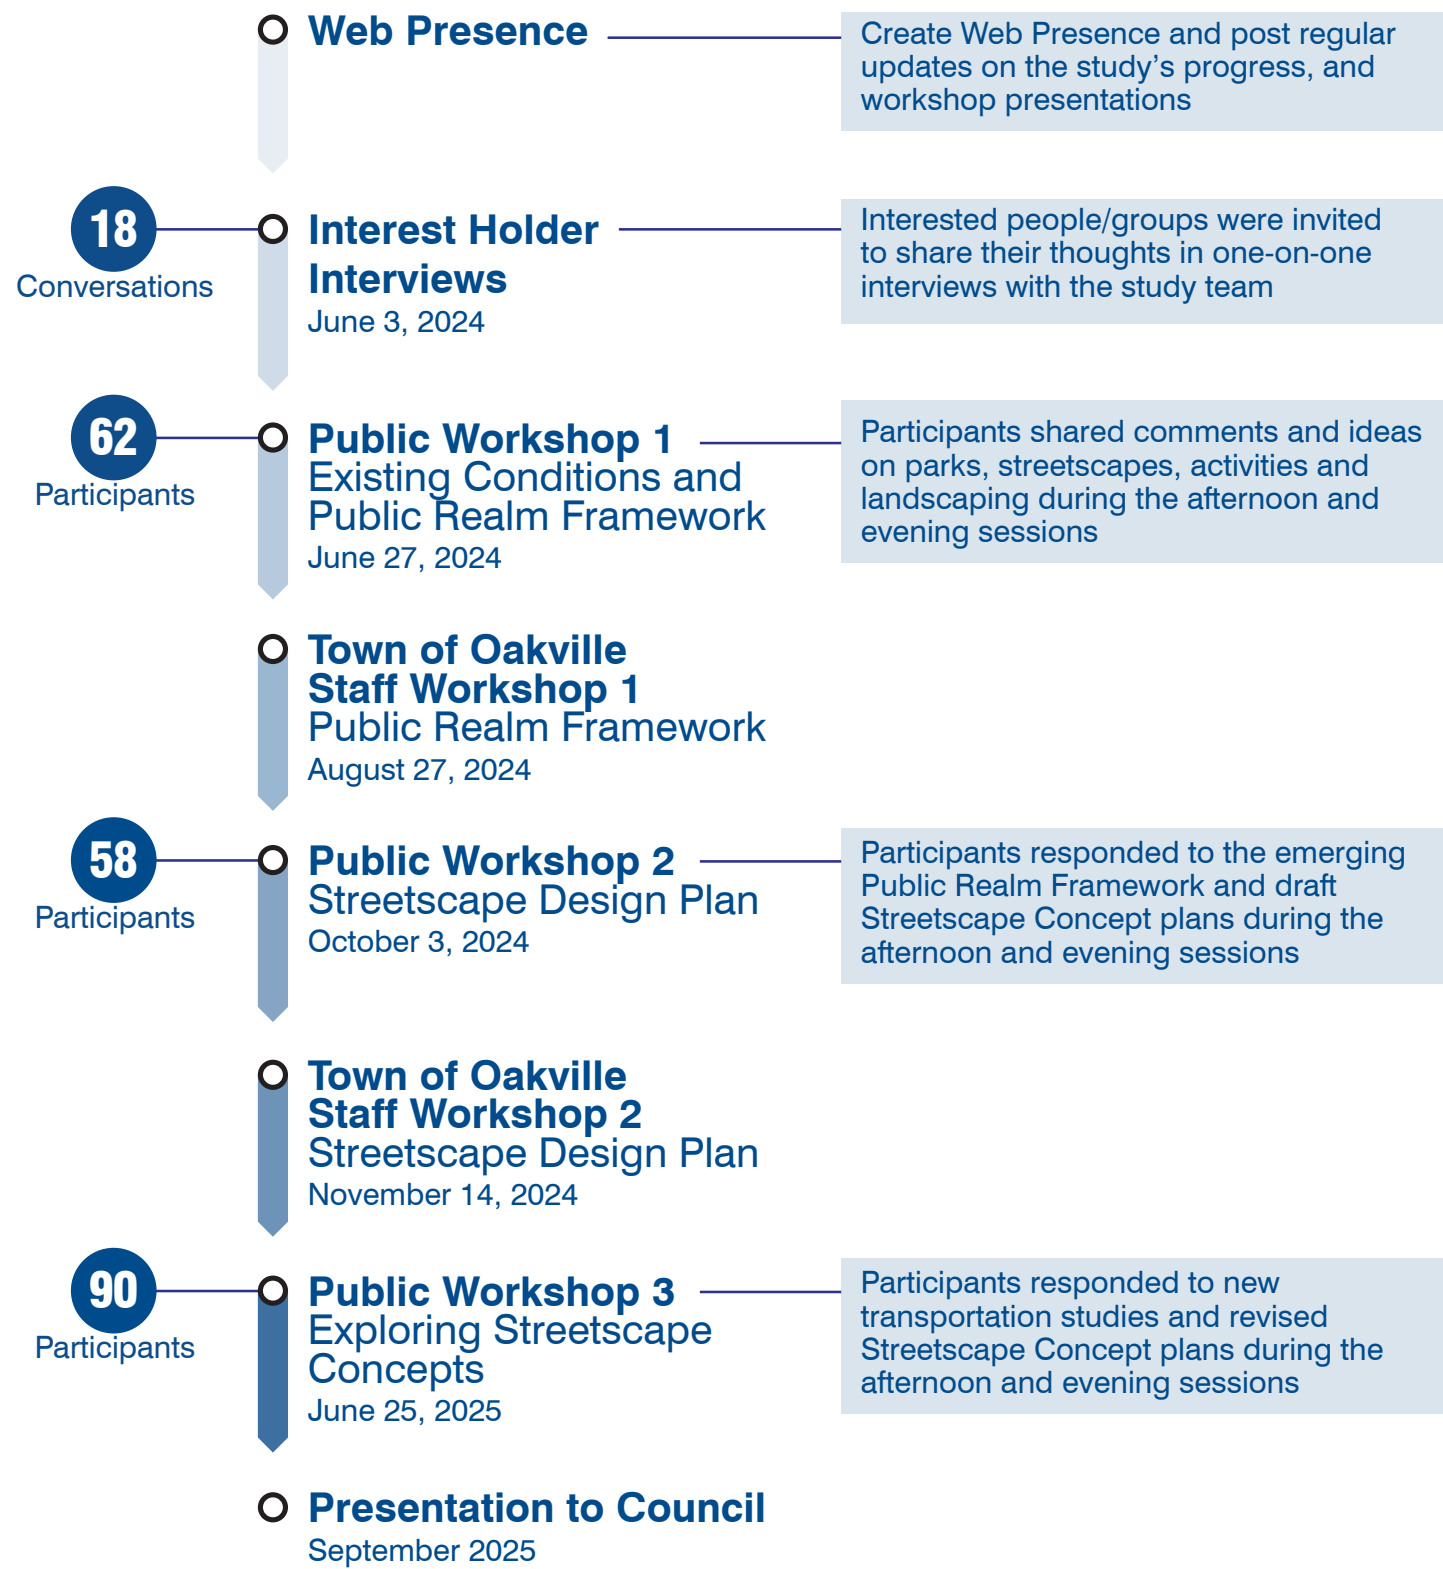 Web Presence
Create Web Presence and post regular
updates on the study’s progress, and
workshop presentations
18
Conversations
Interest Holder
Interviews
June 3, 2024
Interested people/groups were invited
to share their thoughts in one-on-one
interviews with the study team
62
Participants
Public Workshop 1
Existing Conditions and
Public Realm Framework
June 27, 2024
Participants shared comments and ideas
on parks, streetscapes, activities and
landscaping during the afternoon and
evening sessions
Town of Oakville
Staff Workshop 1
Public Realm Framework
August 27, 2024
58
Participants
Public Workshop 2
Streetscape Design Plan
October 3, 2024
Participants responded to the emerging
Public Realm Framework and draft
Streetscape Concept plans during the
afternoon and evening sessions
Town of Oakville
Staff Workshop 2
Streetscape Design Plan
November 14, 2024
90
Participants
Public Workshop 3
Exploring Streetscape
Concepts
June 25, 2025
Participants responded to new
transportation studies and revised
Streetscape Concept plans during the
afternoon and evening sessions
Presentation to Council
September 2025